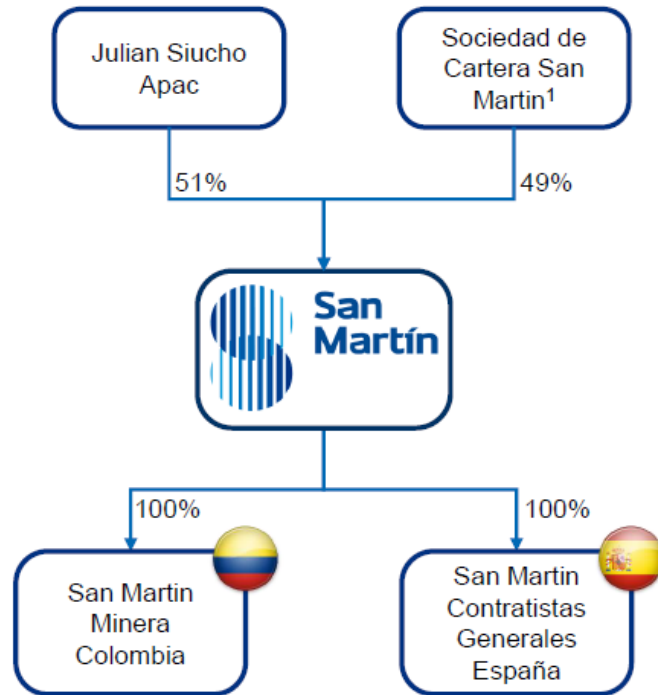 Julian Siucho
Apac
Sociedad de
Cartera San
Martin¹
51%
49%
San
Martín
100%
100%
San Martin
Minera
Colombia
San Martin
Contratistas
Generales
España